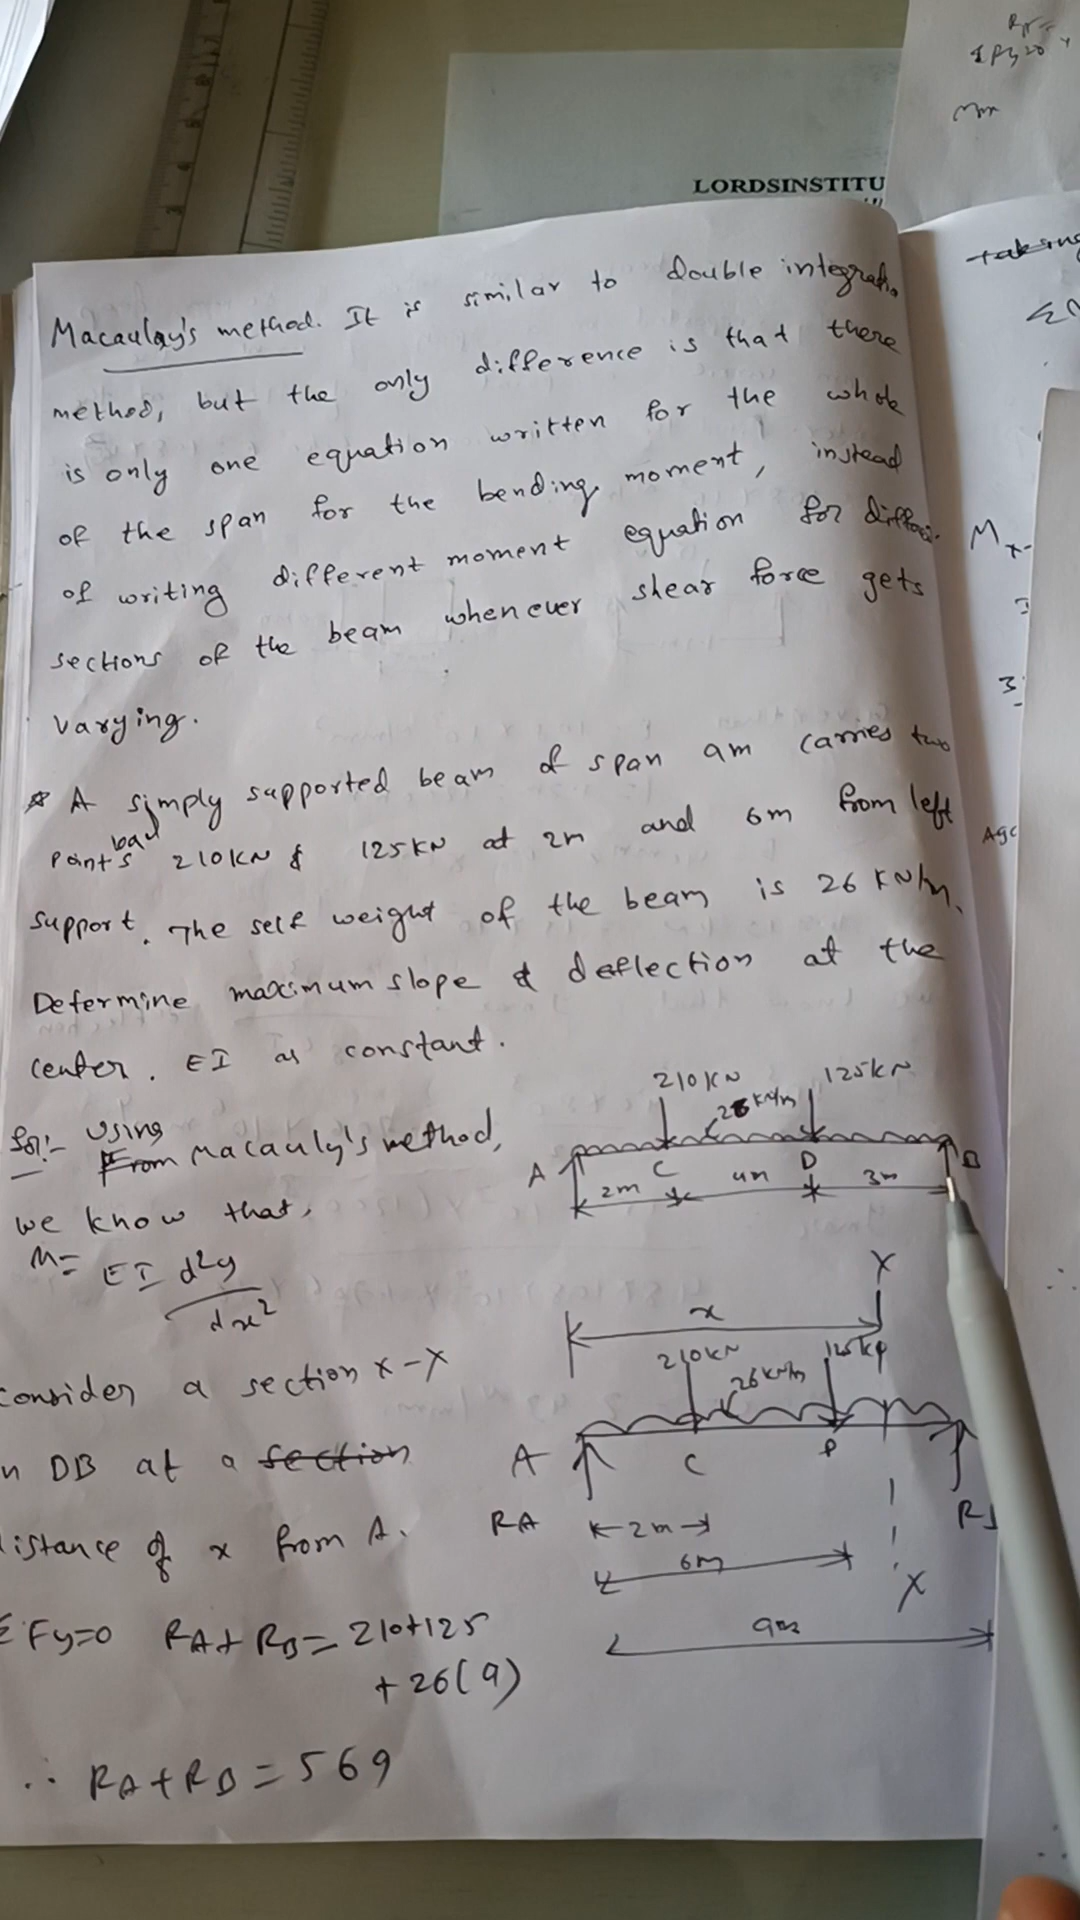 LORDSINSTITU
Macaulay's method. It is similar to double
method, but the only difference is that there
is only one equation written for the whole
of the span for the bending moment, instead
of writing different moment equation for
sections of the beam whenever shear force gets
varying.
* A simply supported beam of span 9m carries two
point load s 210KN & 125KN at 2m and 6m from left
support. The self weight of the beam is 26 KN/m.
Determine maximum slope & deflection at the
center. EI as constant.
Sol:- Using Macauly's method,
we know that,
M= EI d²y
dx²
210KN 125KN
26KN/m
A C D B
2m 4m 3m
X
x
210KN
26KN/m
A C
RA
2m
6m
X
9m
consider a section X-X
n DB at a section
distance of x from A.
ΣFy=0 RA+RB=210+125
+26(9)
∴ RA+RB=569